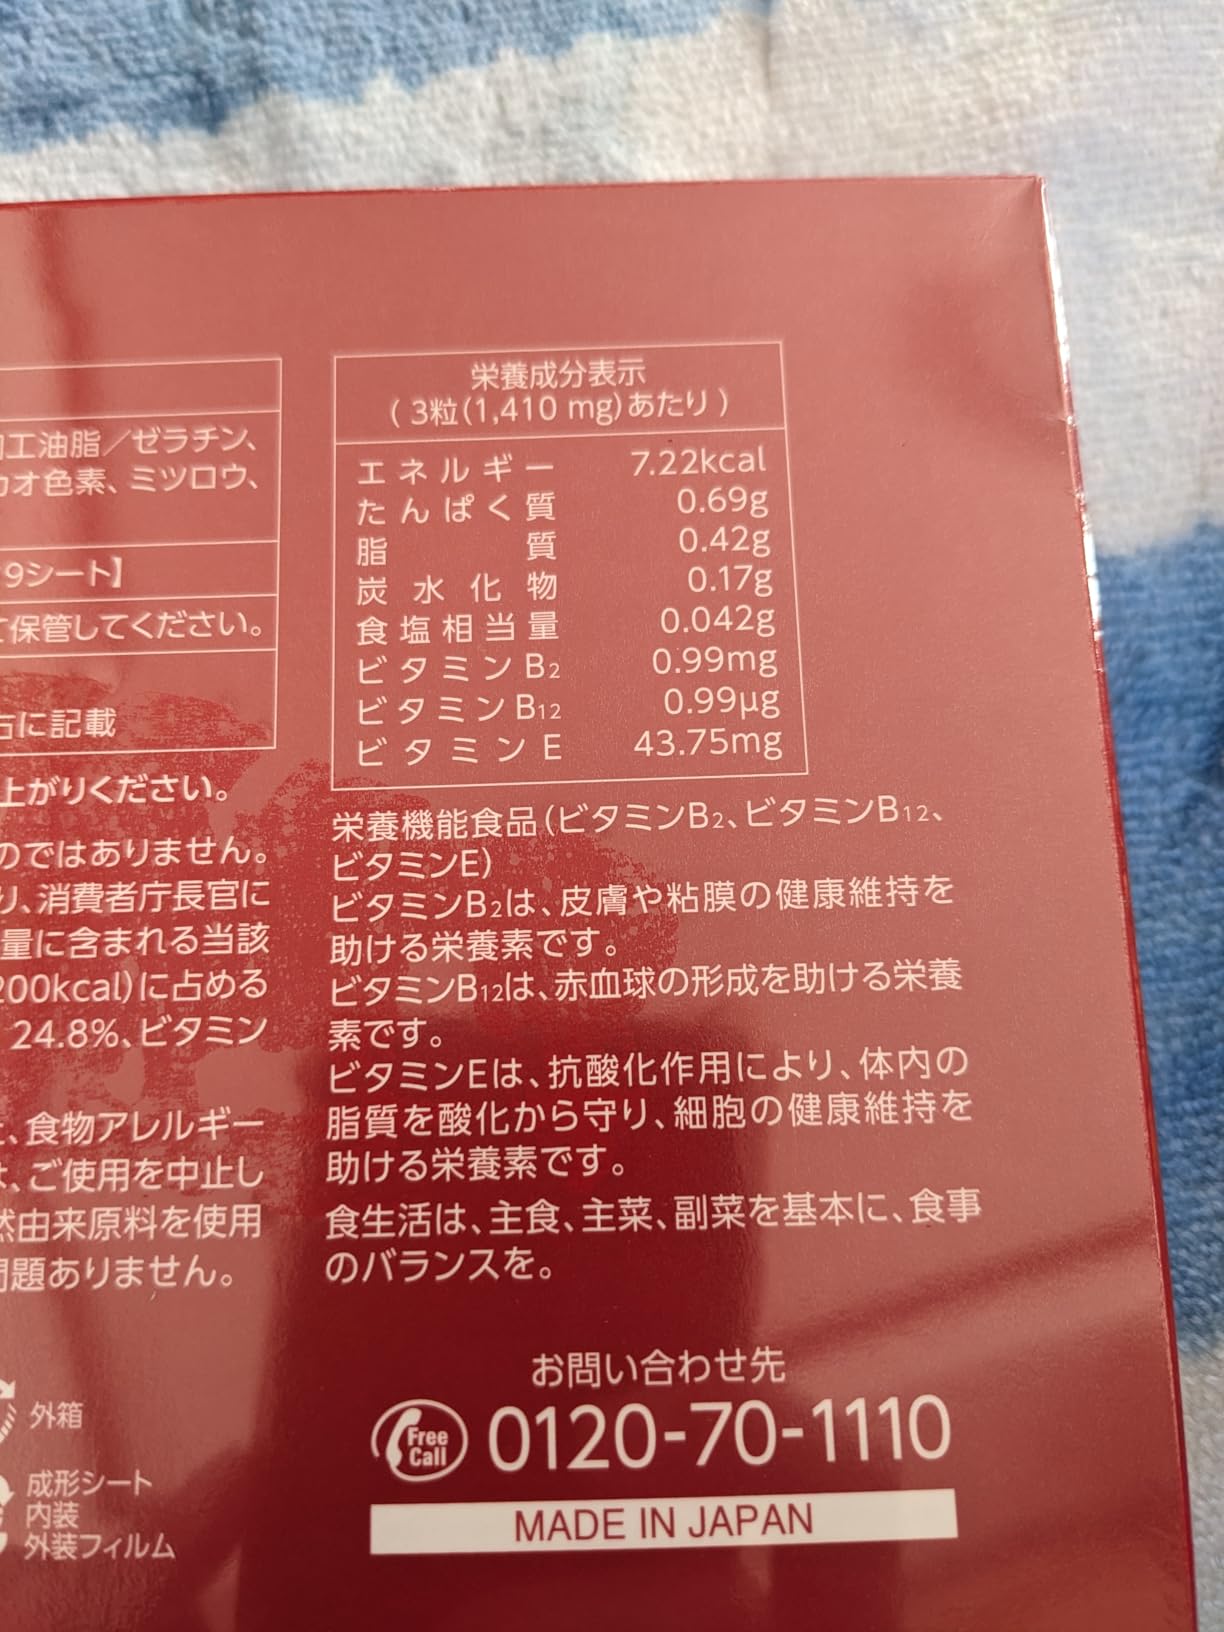 工油脂／ゼラチン、
カオ色素、ミツロウ、
9シート】
て保管してください。
右に記載
上がりください。
のではありません。
り、消費者庁長官に
量に含まれる当該
200kcal)に占める
24.8%、ビタミン
、食物アレルギー
は、ご使用を中止し
然由来原料を使用
問題ありません。
外箱
成形シート
内装
外装フィルム
栄養成分表示
( 3粒(1,410 mg)あたり )
エネルギー 7.22kcal
たんぱく質 0.69g
脂質 0.42g
炭水化物 0.17g
食塩相当量 0.042g
ビタミンB2 0.99mg
ビタミンB12 0.99μg
ビタミンE 43.75mg
栄養機能食品(ビタミンB2、ビタミンB12、
ビタミンE)
ビタミンB2は、皮膚や粘膜の健康維持を
助ける栄養素です。
ビタミンB12は、赤血球の形成を助ける栄養
素です。
ビタミンEは、抗酸化作用により、体内の
脂質を酸化から守り、細胞の健康維持を
助ける栄養素です。
食生活は、主食、主菜、副菜を基本に、食事
のバランスを。
お問い合わせ先
Free
Call
0120-70-1110
MADE IN JAPAN